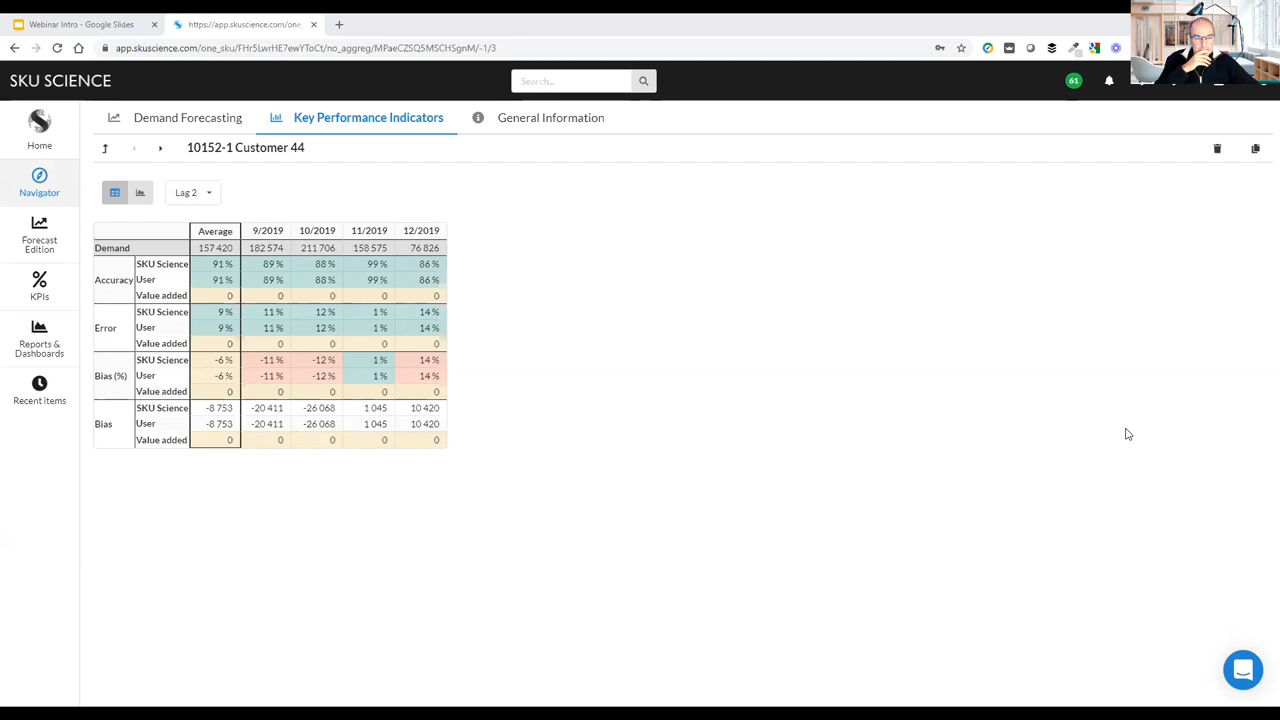 Webinar Intro - Google Slides
https://app.skuscience.com/one_
app.skuscience.com/one_sku/FHr5LwrHE7ewYToCt/no_aggreg/MPaeCZSQ5MSCHSgnM/-1/3
SKU SCIENCE
Search...
61
Home
Navigator
Forecast
Edition
KPIs
Reports &
Dashboards
Recent items
Demand Forecasting
Key Performance Indicators
General Information
10152-1 Customer 44
Lag 2
Average 9/2019 10/2019 11/2019 12/2019
Demand 157 420 182 574 211 706 158 575 76 826
Accuracy
SKU Science 91 % 89 % 88 % 99 % 86 %
User 91 % 89 % 88 % 99 % 86 %
Value added 0 0 0 0 0
Error
SKU Science 9 % 11 % 12 % 1 % 14 %
User 9 % 11 % 12 % 1 % 14 %
Value added 0 0 0 0 0
Bias (%)
SKU Science -6 % -11 % -12 % 1 % 14 %
User -6 % -11 % -12 % 1 % 14 %
Value added 0 0 0 0 0
Bias
SKU Science -8 753 -20 411 -26 068 1 045 10 420
User -8 753 -20 411 -26 068 1 045 10 420
Value added 0 0 0 0 0